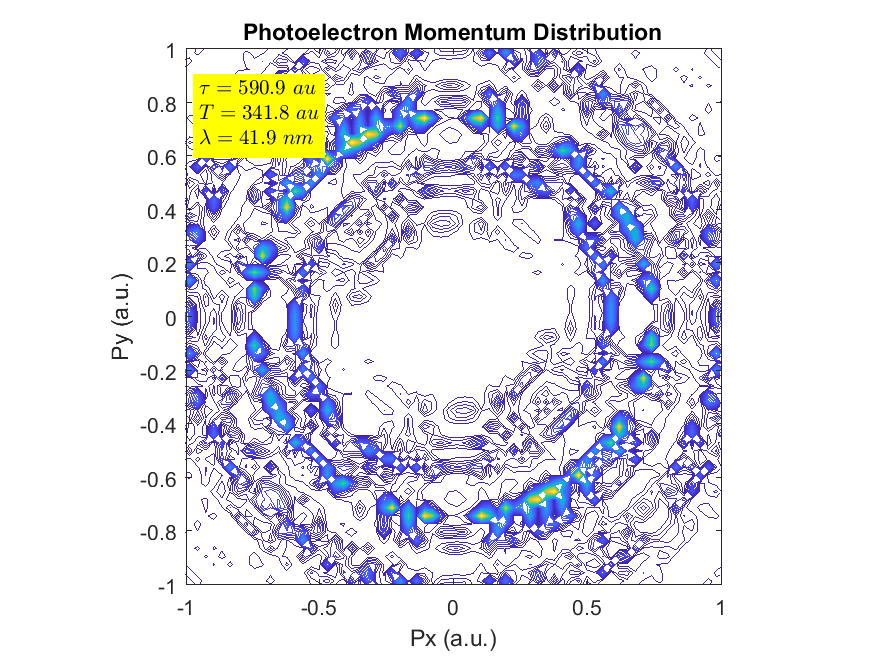 Photoelectron Momentum Distribution
τ = 590.9 au
T = 341.8 au
λ = 41.9 nm
1
0.8
0.6
0.4
0.2
0
-0.2
-0.4
-0.6
-0.8
-1
Py (a.u.)
-1 -0.5 0 0.5 1
Px (a.u.)